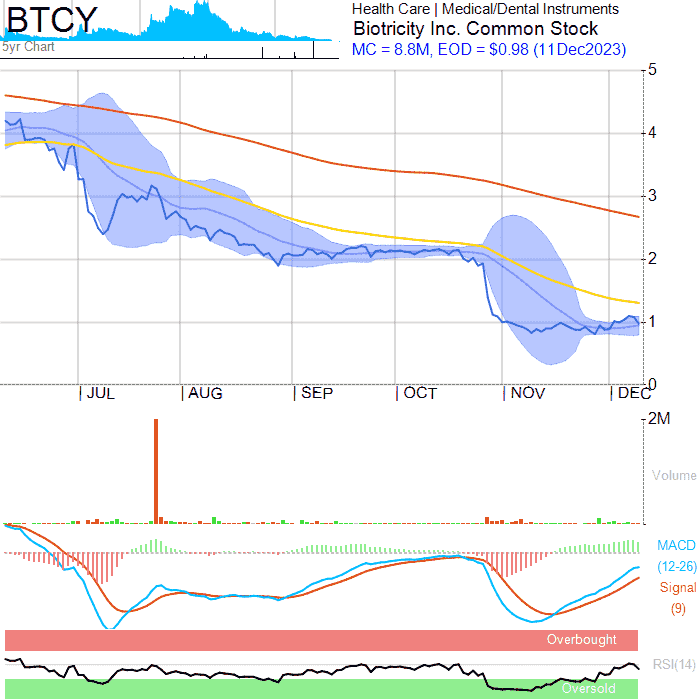 BTCY
5yr Chart
Health Care | Medical/Dental Instruments
Biotricity Inc. Common Stock
MC = 8.8M, EOD = $0.98 (11Dec2023)
5
4
3
2
1
0
JUL AUG SEP OCT NOV DEC
2M
Volume
MACD
(12-26)
Signal
(9)
Overbought
RSI(14)
Oversold